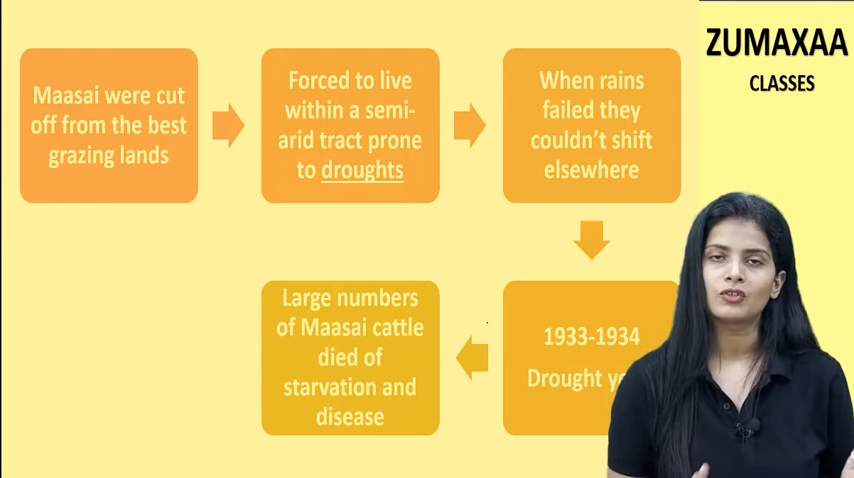 Maasai were cut
off from the best
grazing lands
Forced to live
within a semi-
arid tract prone
to droughts
When rains
failed they
couldn't shift
elsewhere
1933-1934
Drought
Large numbers
of Maasai cattle
died of
starvation and
disease
ZUMAXAA
CLASSES